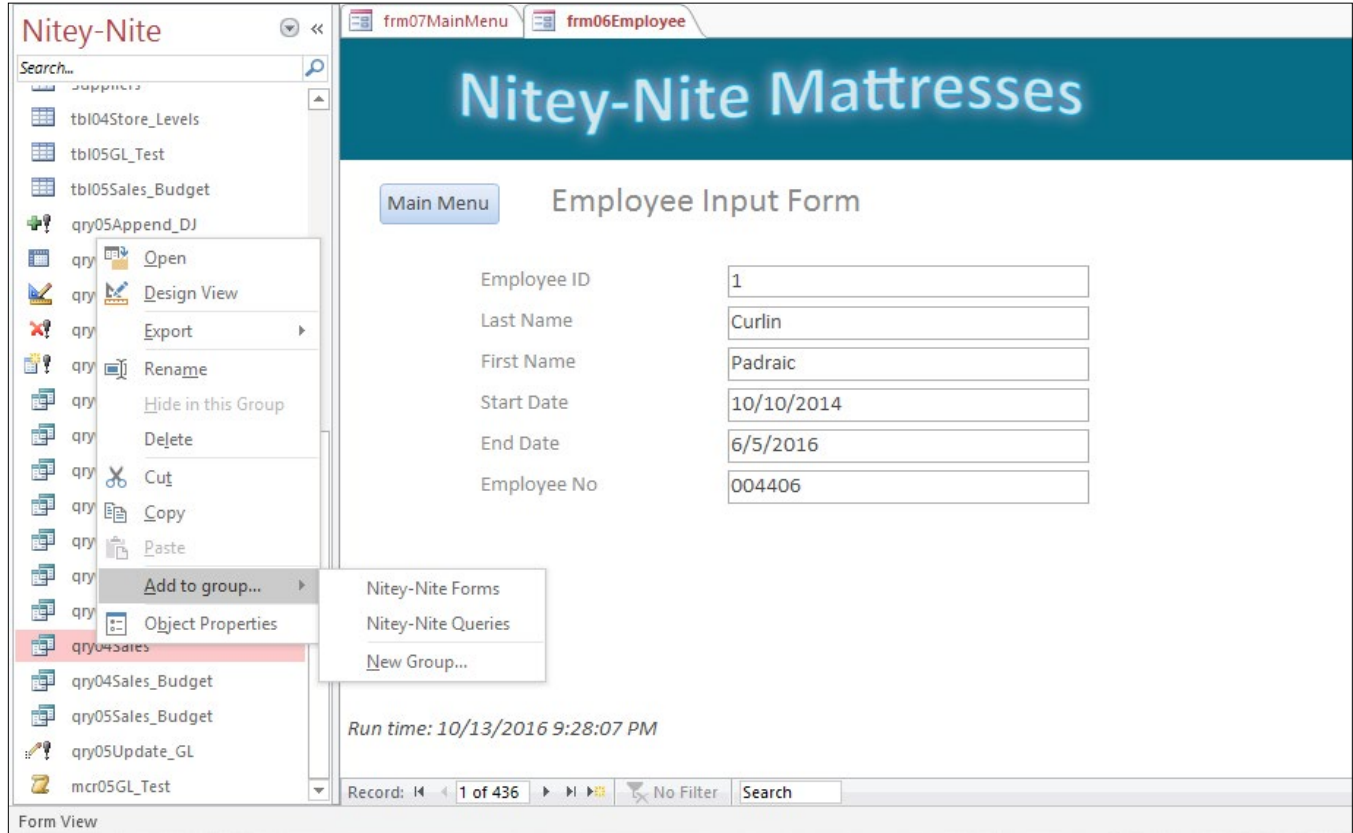 Nitey-Nite
Search...
Suppliers
tbl04Store_Levels
tbl05GL_Test
tbl05Sales_Budget
qry05Append_DJ
qry
qry
qry
qry
qry
qry
qry
qry
qry
qry
qry
qry04Sales
qry04Sales_Budget
qry05Sales_Budget
qry05Update_GL
mcr05GL_Test
Open
Design View
Export
Rename
Hide in this Group
Delete
Cut
Copy
Paste
Add to group...
Object Properties
Nitey-Nite Forms
Nitey-Nite Queries
New Group...
frm07MainMenu
frm06Employee
Nitey-Nite Mattresses
Main Menu
Employee Input Form
Employee ID 1
Last Name Curlin
First Name Padraic
Start Date 10/10/2014
End Date 6/5/2016
Employee No 004406
Run time: 10/13/2016 9:28:07 PM
Record: 1 of 436 No Filter Search
Form View